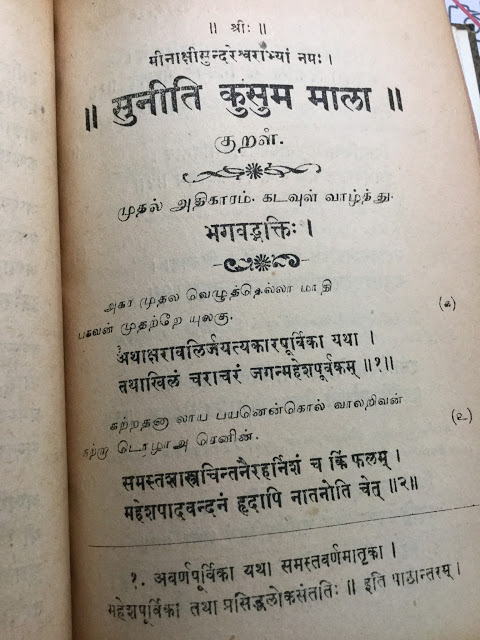 ॥ श्रीः ॥
मीनाक्षीसुन्दरेश्वराभ्यां नमः ।
॥ सुनीति कुसुम माला ॥
குறள்.
முதல் அதிகாரம். கடவுள் வாழ்த்து.
भगवद्भक्तिः ।
அகர முதல வெழுத்தெல்லா மாதி
பகவன் முதற்றே யுலகு. (க)
अथाक्षरावलिर्जयत्यकारपूर्विका यथा ।
तथाखिलं चराचरं जगन्महेशपूर्वकम् ॥१॥
கற்றதனா லாய பயனென்கொல் வாலறிவன்
நற்றா டொழாஅ ரெனின். (உ)
समस्तशास्त्रचिन्तनैरहर्निशं च किं फलम् ।
महेशपादवन्दनं हृदापि नातनोति चेत् ॥२॥
१. अवर्णपूर्विका यथा समस्तवर्णमातृका ।
महेशपूर्विका तथा प्रसिद्धलोकसंततिः ॥ इति पाठान्तरम् ।